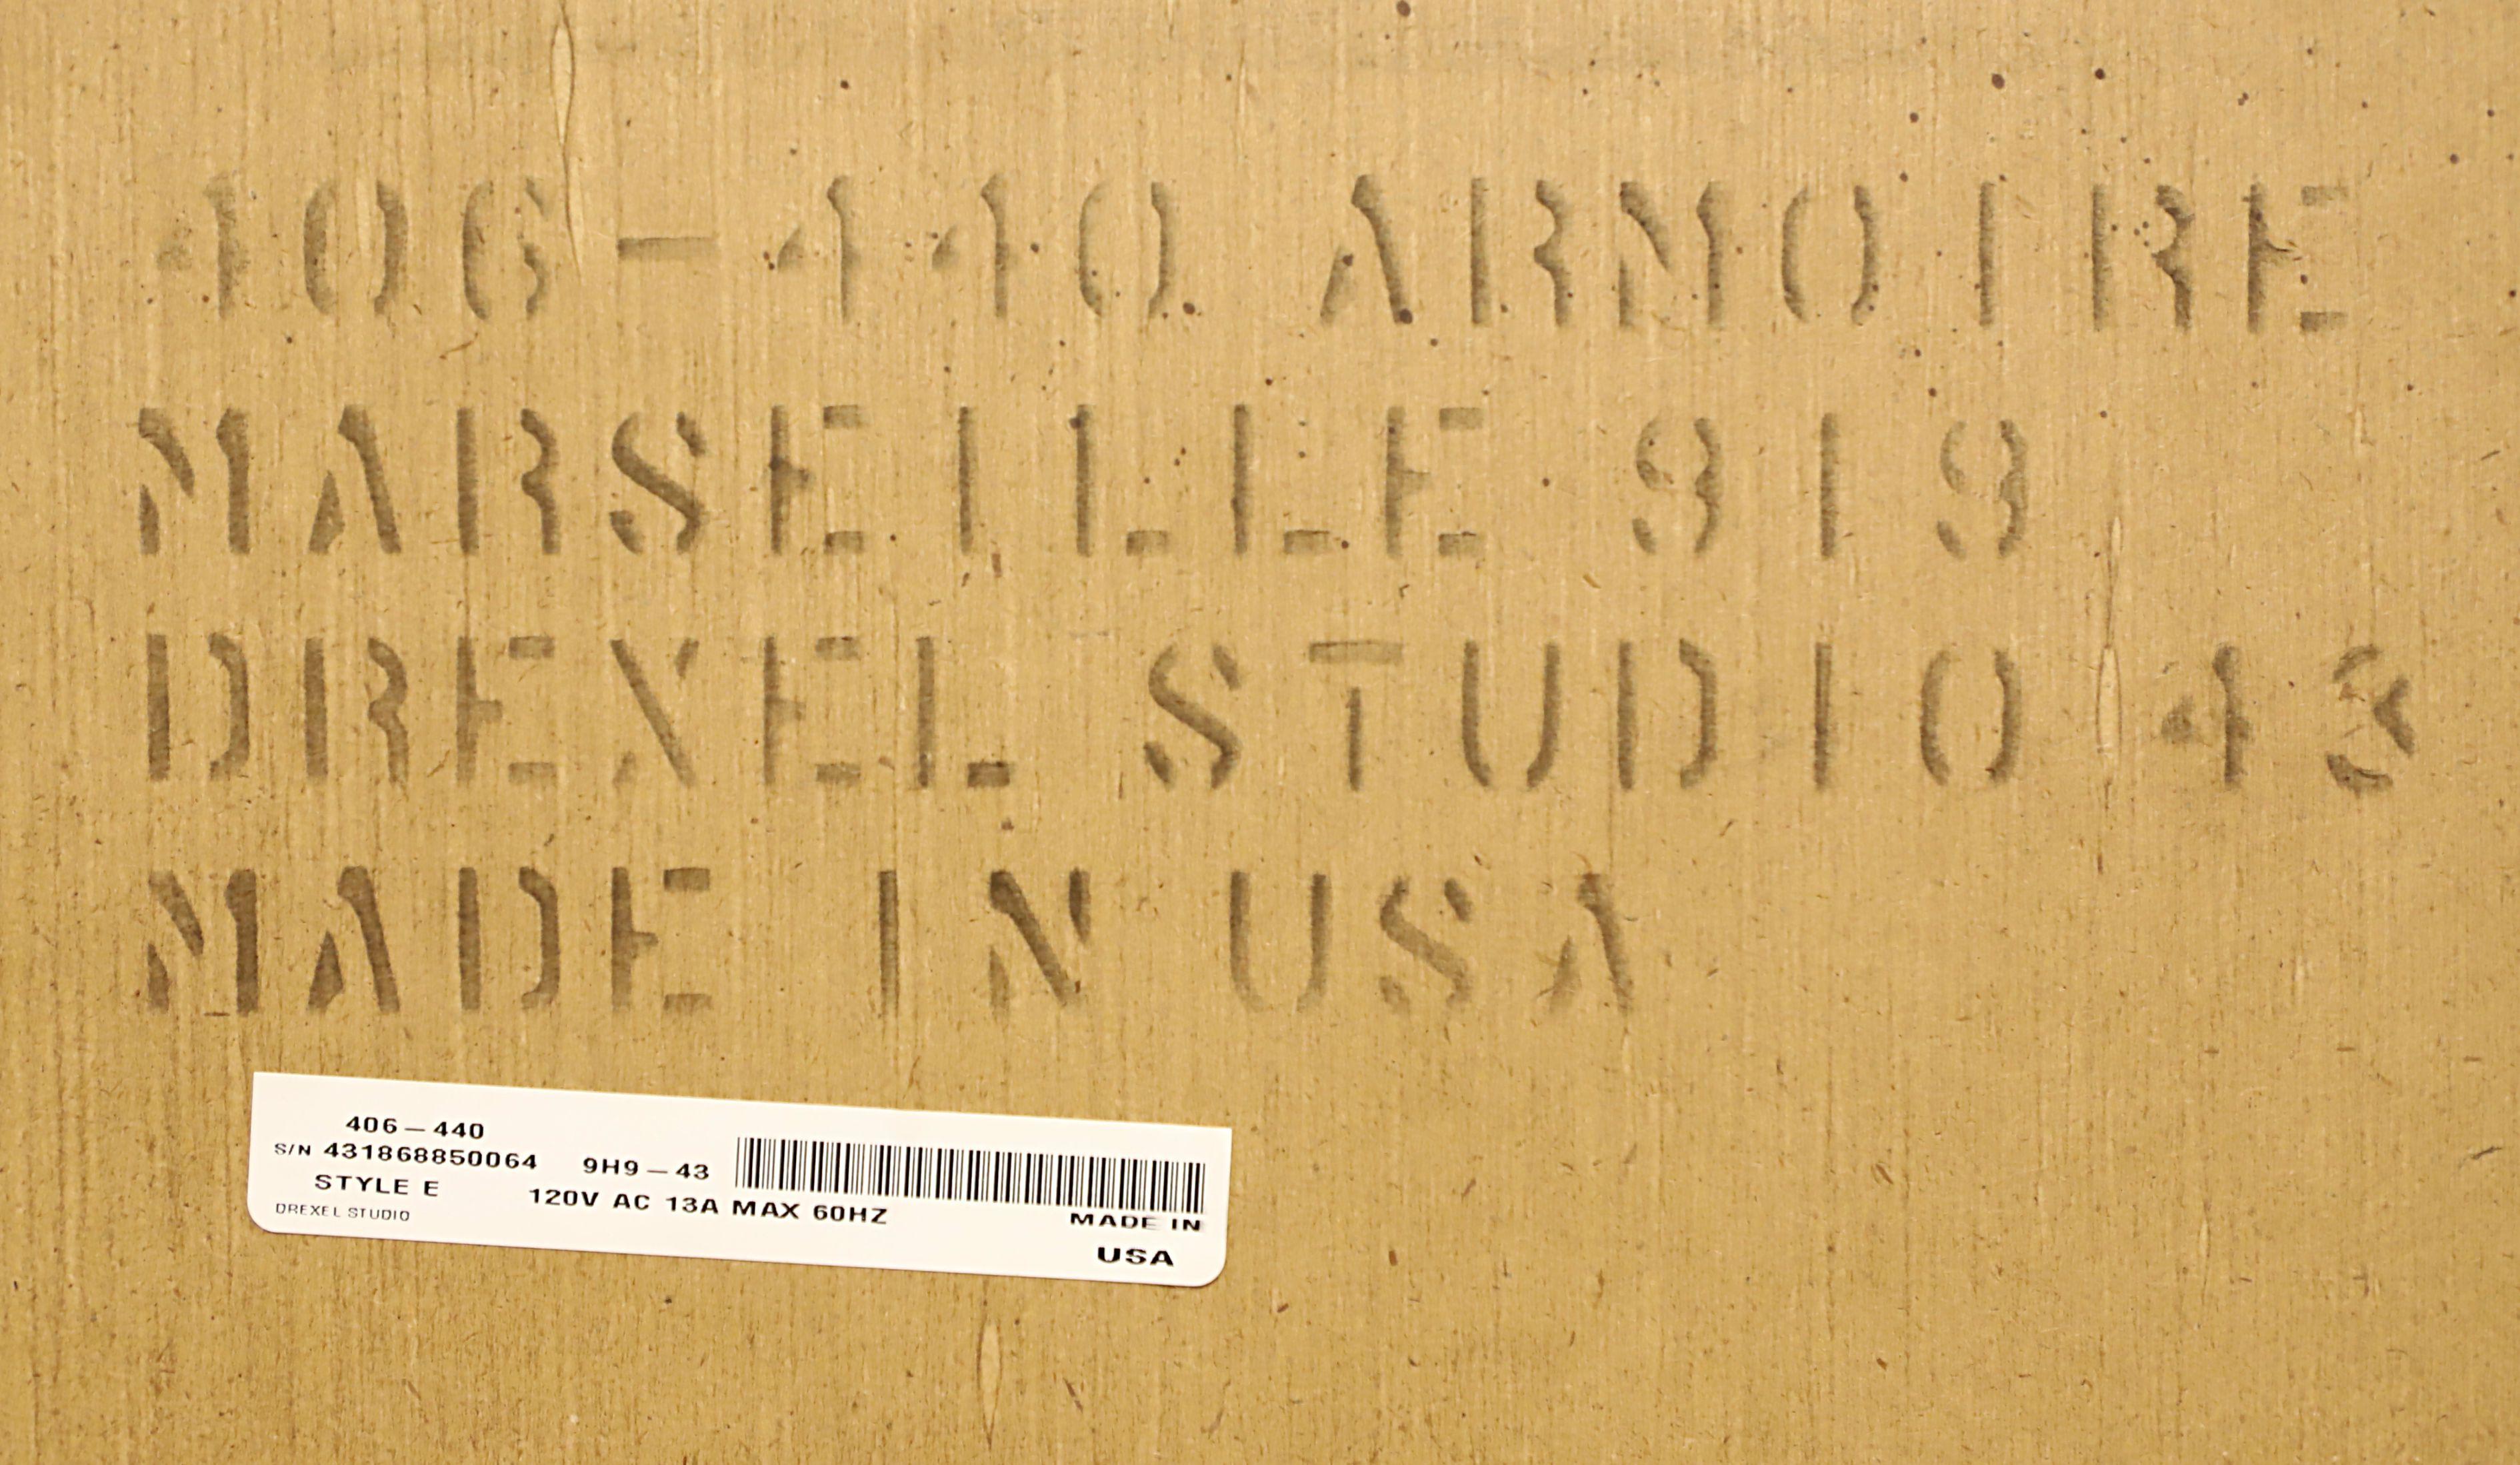 406-440 ARMOIRE
MARSEILLE 919
DREXEL STUDIO 43
MADE IN USA
406-440
S/N 431868850064 9H9-43
STYLE E 120V AC 13A MAX 60HZ
DREXEL STUDIO
MADE IN
USA